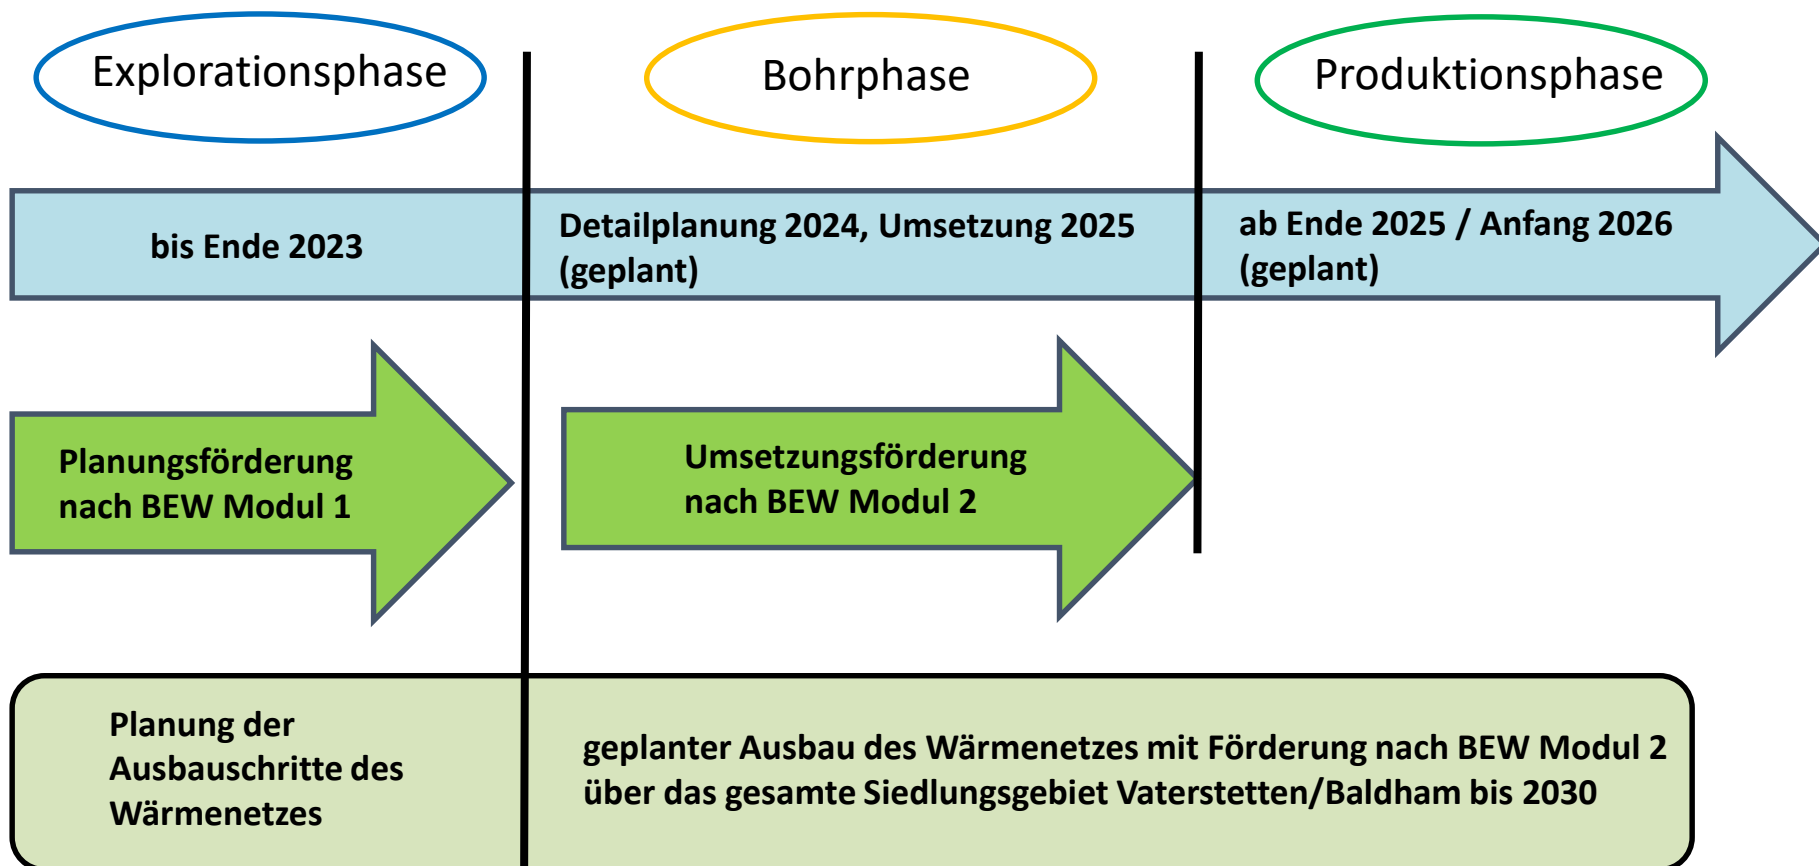 Explorationsphase
Bohrphase
Produktionsphase
bis Ende 2023
Detailplanung 2024, Umsetzung 2025
(geplant)
ab Ende 2025 / Anfang 2026
(geplant)
Planungsförderung
nach BEW Modul 1
Umsetzungsförderung
nach BEW Modul 2
Planung der
Ausbauschritte des
Wärmenetzes
geplanter Ausbau des Wärmenetzes mit Förderung nach BEW Modul 2
über das gesamte Siedlungsgebiet Vaterstetten/Baldham bis 2030